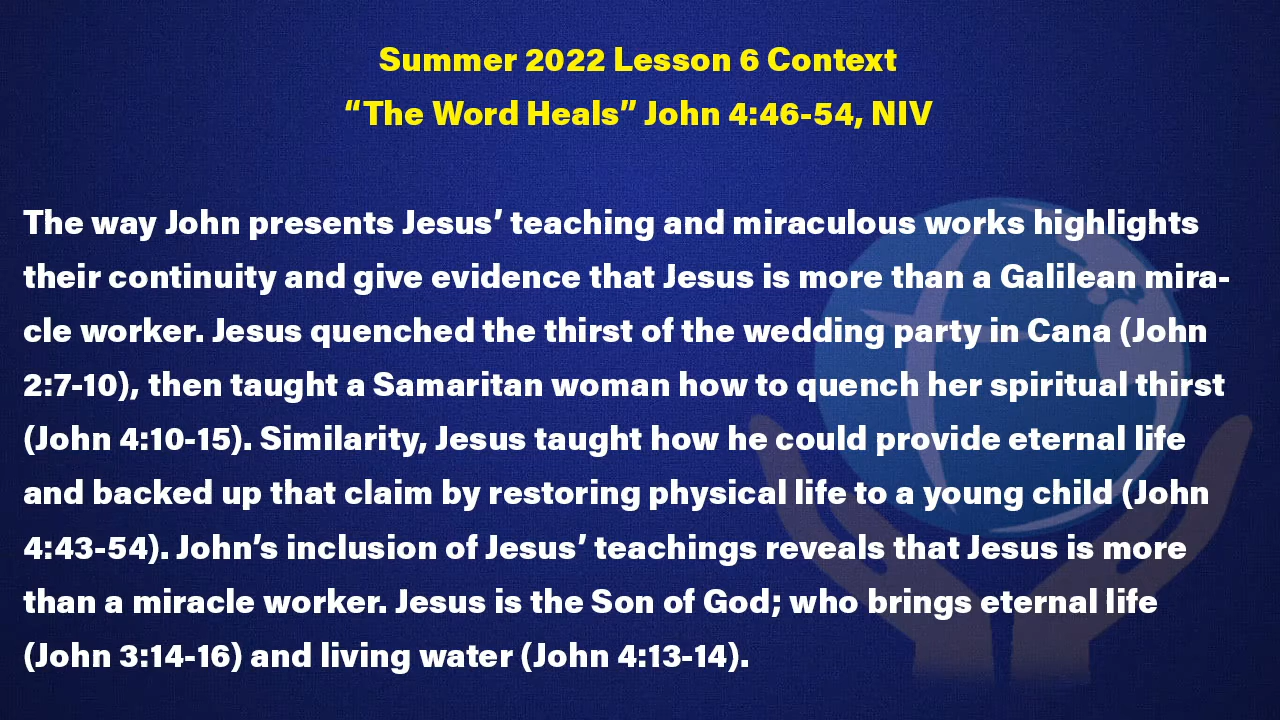 Summer 2022 Lesson 6 Context
“The Word Heals” John 4:46-54, NIV
The way John presents Jesus’ teaching and miraculous works highlights
their continuity and give evidence that Jesus is more than a Galilean mira-
cle worker. Jesus quenched the thirst of the wedding party in Cana (John
2:7-10), then taught a Samaritan woman how to quench her spiritual thirst
(John 4:10-15). Similarity, Jesus taught how he could provide eternal life
and backed up that claim by restoring physical life to a young child (John
4:43-54). John’s inclusion of Jesus’ teachings reveals that Jesus is more
than a miracle worker. Jesus is the Son of God; who brings eternal life
(John 3:14-16) and living water (John 4:13-14).